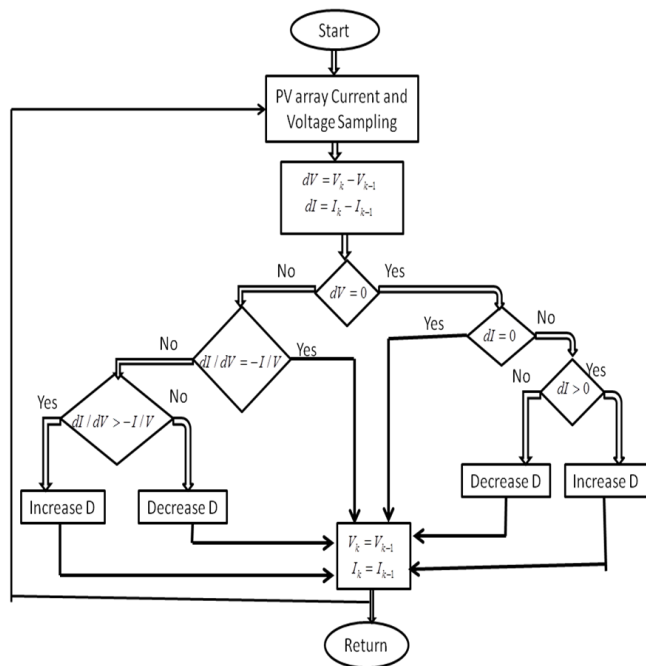 Start
PV array Current and
Voltage Sampling
dV = V_k − V_{k−1}
dI = I_k − I_{k−1}
No
Yes
dV = 0
No
Yes
dI / dV = −I / V
Yes
dI = 0
No
Yes
No
dI / dV > −I / V
No
Yes
dI > 0
Increase D
Decrease D
Decrease D
Increase D
V_k = V_{k−1}
I_k = I_{k−1}
Return